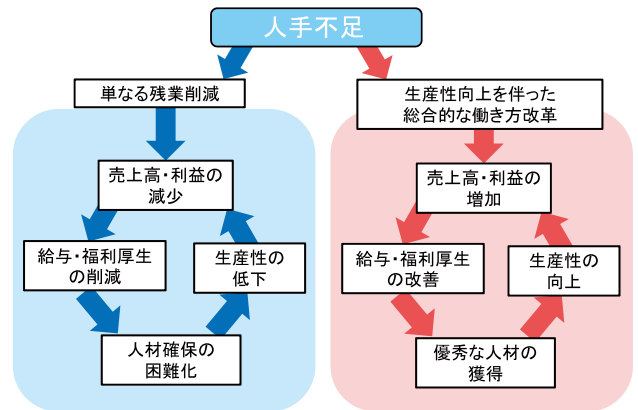 人手不足
単なる残業削減
売上高・利益の
減少
給与・福利厚生
の削減
人材確保の
困難化
生産性の
低下
生産性向上を伴った
総合的な働き方改革
売上高・利益の
増加
給与・福利厚生
の改善
優秀な人材の
獲得
生産性の
向上